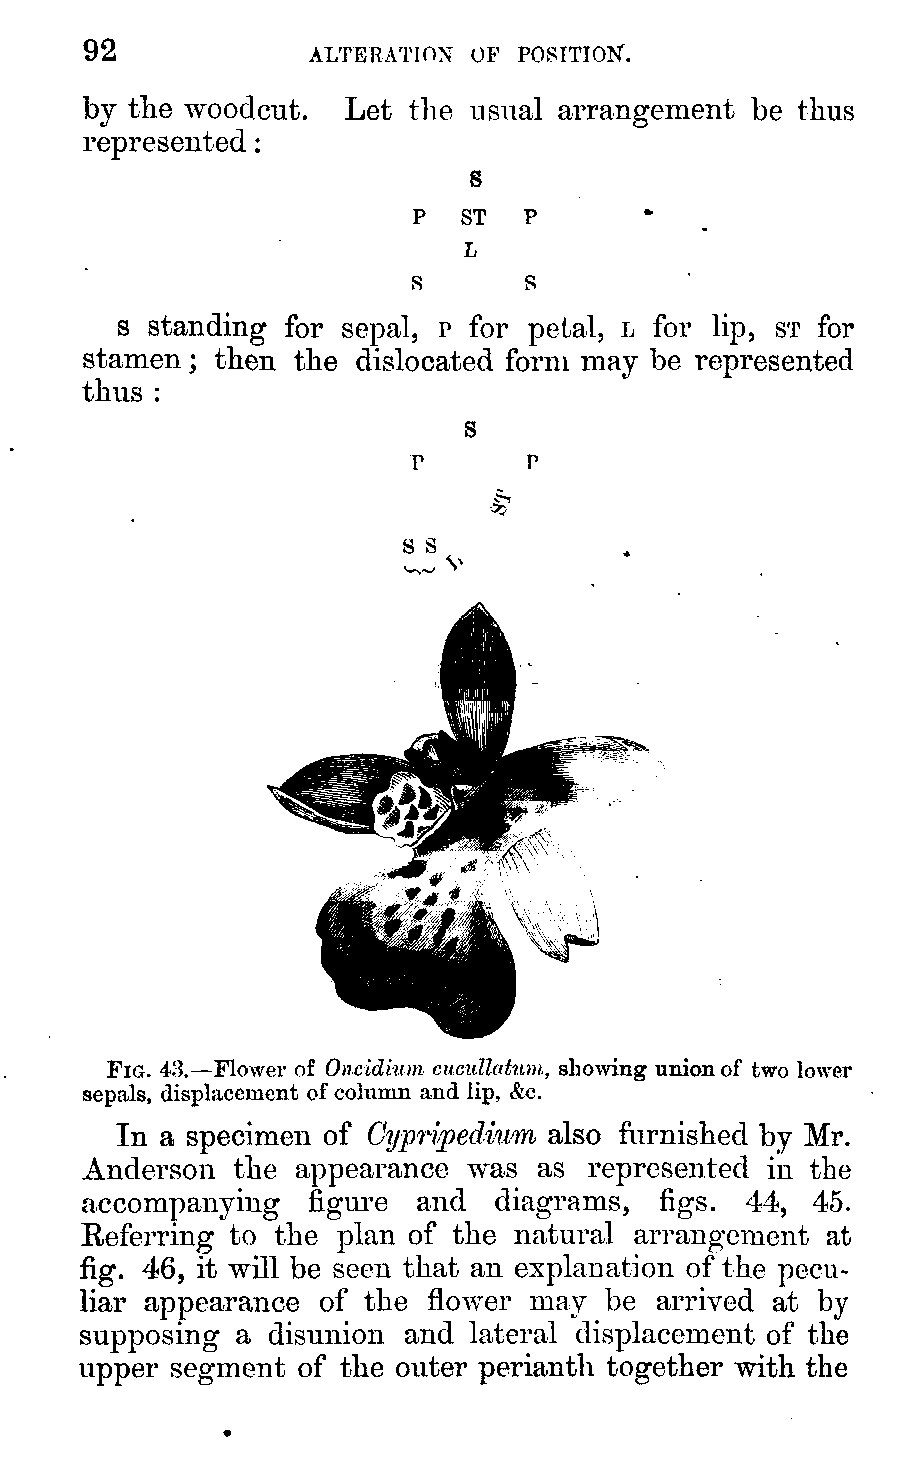 92 ALTERATION OF POSITION.
by the woodcut. Let the usual arrangement be thus
represented :
S
P ST P
L
S S
S standing for sepal, P for petal, L for lip, ST for
stamen ; then the dislocated form may be represented
thus :
S
P P
ST
S S
FIG. 43.—Flower of Oncidium cucullatum, showing union of two lower
sepals, displacement of column and lip, &c.
In a specimen of Cypripedium also furnished by Mr.
Anderson the appearance was as represented in the
accompanying figure and diagrams, figs. 44, 45.
Referring to the plan of the natural arrangement at
fig. 46, it will be seen that an explanation of the pecu-
liar appearance of the flower may be arrived at by
supposing a disunion and lateral displacement of the
upper segment of the outer perianth together with the